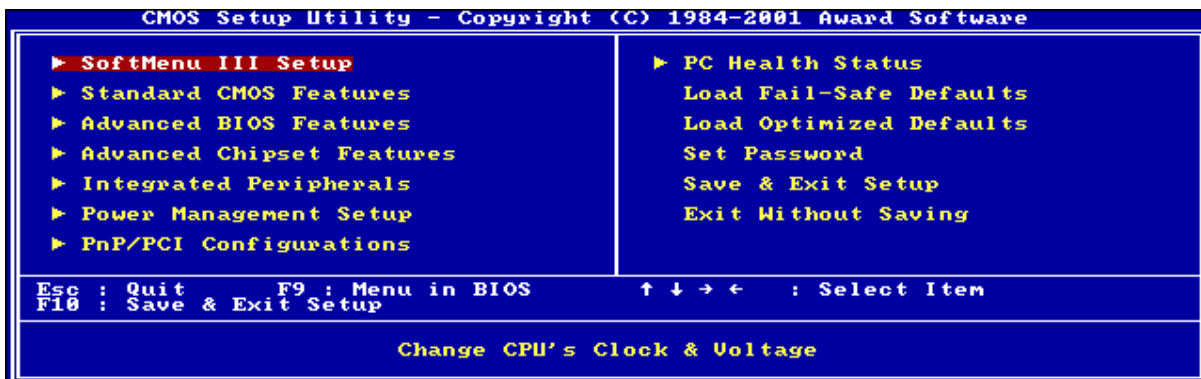 CMOS Setup Utility - Copyright (C) 1984-2001 Award Software
► SoftMenu III Setup
► Standard CMOS Features
► Advanced BIOS Features
► Advanced Chipset Features
► Integrated Peripherals
► Power Management Setup
► PnP/PCI Configurations
► PC Health Status
Load Fail-Safe Defaults
Load Optimized Defaults
Set Password
Save & Exit Setup
Exit Without Saving
Esc : Quit F9 : Menu in BIOS ↑ ↓ → ← : Select Item
F10 : Save & Exit Setup
Change CPU's Clock & Voltage